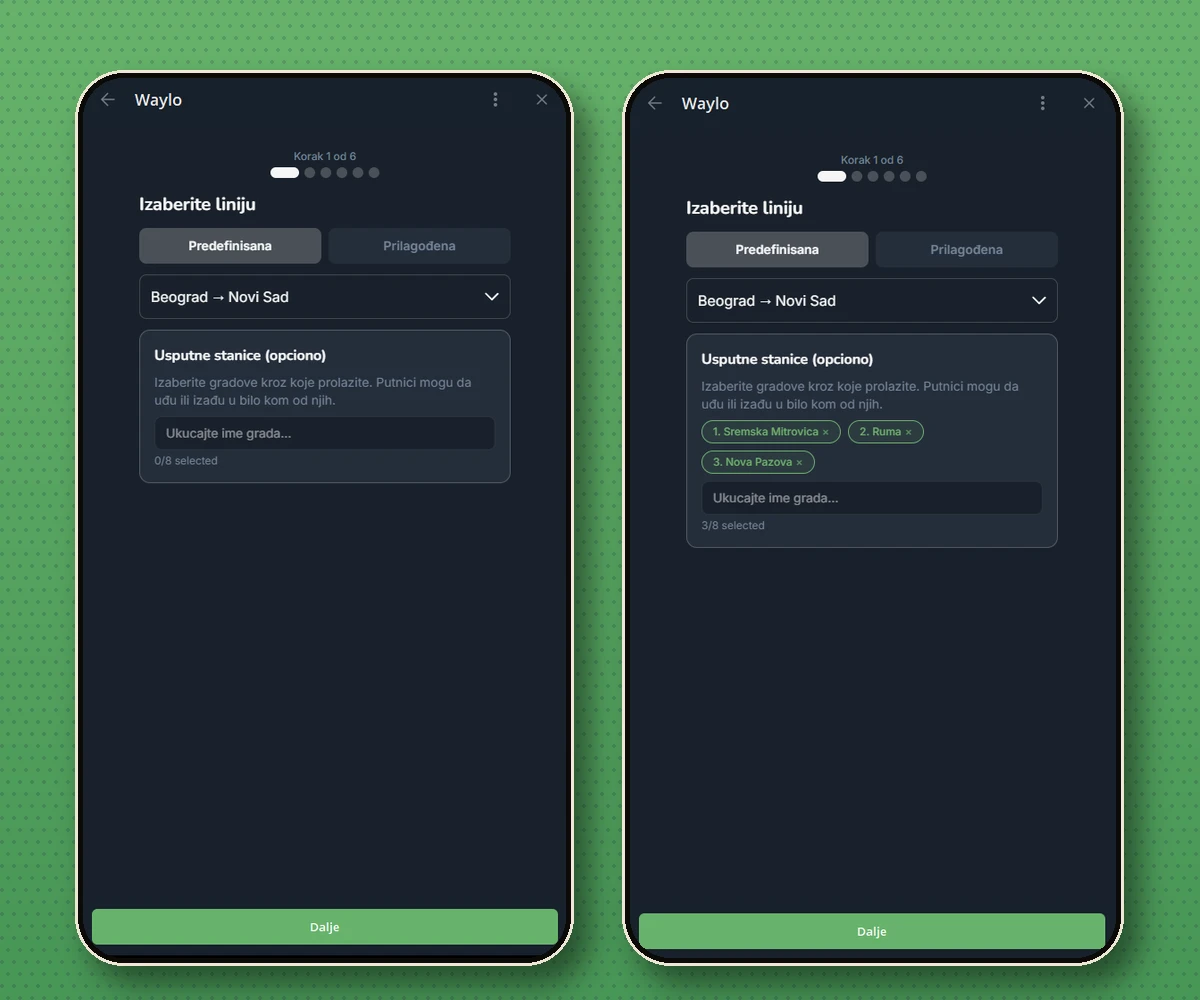 Waylo
Korak 1 od 6
Izaberite liniju
Predefinisana
Prilagođena
Beograd → Novi Sad
Usputne stanice (opciono)
Izaberite gradove kroz koje prolazite. Putnici mogu da
uđu ili izađu u bilo kom od njih.
Ukucajte ime grada...
0/8 selected
Dalje
Waylo
Korak 1 od 6
Izaberite liniju
Predefinisana
Prilagođena
Beograd → Novi Sad
Usputne stanice (opciono)
Izaberite gradove kroz koje prolazite. Putnici mogu da
uđu ili izađu u bilo kom od njih.
1. Sremska Mitrovica ×
2. Ruma ×
3. Nova Pazova ×
Ukucajte ime grada...
3/8 selected
Dalje